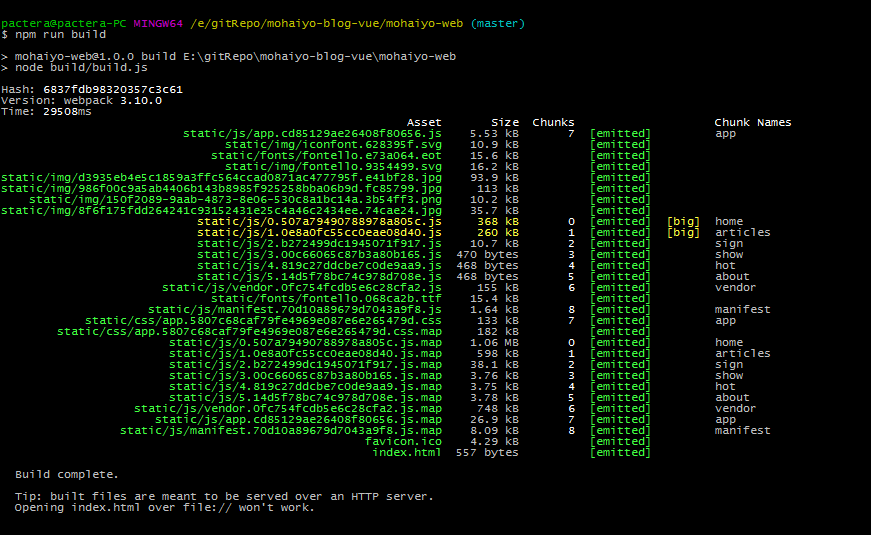 pactera@pactera-PC MINGW64 /e/gitRepo/mohaiyo-blog-vue/mohaiyo-web (master)
$ npm run build
> mohaiyo-web@1.0.0 build E:\gitRepo\mohaiyo-blog-vue\mohaiyo-web
> node build/build.js
Hash: 6837fdb98320357c3c61
Version: webpack 3.10.0
Time: 29508ms
Asset Size Chunks Chunk Names
static/js/app.cd85129ae26408f80656.js 5.53 kB 7 [emitted] app
static/img/iconfont.628395f.svg 10.9 kB [emitted]
static/fonts/fontello.e73a064.eot 15.6 kB [emitted]
static/img/fontello.9354499.svg 16.2 kB [emitted]
static/img/d3935eb4e5c1859a3ffc564ccad0871ac477795f.e41bf28.jpg 93.9 kB [emitted]
static/img/986f00c9a5ab4406b143b8985f925258bba06b9d.fc85799.jpg 113 kB [emitted]
static/img/150f2089-9aab-4873-8e06-530c8a1bc14a.3b54ff3.png 10.2 kB [emitted]
static/img/8f6f175fdd264241c93152431e25c4a46c2434ee.74cae24.jpg 35.7 kB [emitted]
static/js/0.507a79490788978a805c.js 368 kB 0 [emitted] [big] home
static/js/1.0e8a0fc55cc0eae08d40.js 260 kB 1 [emitted] [big] articles
static/js/2.b272499dc1945071f917.js 10.7 kB 2 [emitted] sign
static/js/3.00c66065c87b3a80b165.js 470 bytes 3 [emitted] show
static/js/4.819c27ddcbe7c0de9aa9.js 468 bytes 4 [emitted] hot
static/js/5.14d5f78bc74c978d708e.js 468 bytes 5 [emitted] about
static/js/vendor.0fc754fcdb5e6c28cfa2.js 155 kB 6 [emitted] vendor
static/fonts/fontello.068ca2b.ttf 15.4 kB [emitted]
static/js/manifest.70d10a89679d7043a9f8.js 1.64 kB 8 [emitted] manifest
static/css/app.5807c68caf79fe4969e087e6e265479d.css 133 kB 7 [emitted] app
static/css/app.5807c68caf79fe4969e087e6e265479d.css.map 182 kB [emitted]
static/js/0.507a79490788978a805c.js.map 1.06 MB 0 [emitted] home
static/js/1.0e8a0fc55cc0eae08d40.js.map 598 kB 1 [emitted] articles
static/js/2.b272499dc1945071f917.js.map 38.1 kB 2 [emitted] sign
static/js/3.00c66065c87b3a80b165.js.map 3.76 kB 3 [emitted] show
static/js/4.819c27ddcbe7c0de9aa9.js.map 3.75 kB 4 [emitted] hot
static/js/5.14d5f78bc74c978d708e.js.map 3.78 kB 5 [emitted] about
static/js/vendor.0fc754fcdb5e6c28cfa2.js.map 748 kB 6 [emitted] vendor
static/js/app.cd85129ae26408f80656.js.map 26.9 kB 7 [emitted] app
static/js/manifest.70d10a89679d7043a9f8.js.map 8.09 kB 8 [emitted] manifest
favicon.ico 4.29 kB [emitted]
index.html 557 bytes [emitted]
Build complete.
Tip: built files are meant to be served over an HTTP server.
Opening index.html over file:// won't work.